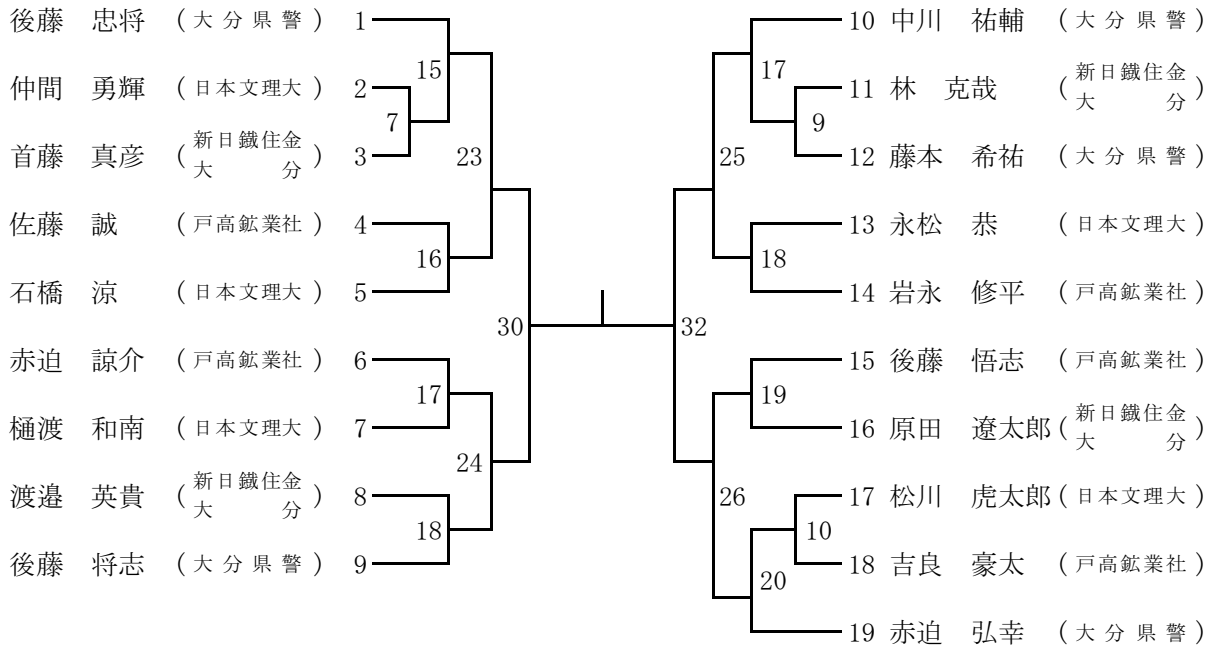 後藤 忠将 （大分県警） 1
15
仲間 勇輝 （日本文理大） 2
7
首藤 真彦 （新日鐵住金大分） 3
23
佐藤 誠 （戸高鉱業社） 4
16
石橋 涼 （日本文理大） 5
30
赤迫 諒介 （戸高鉱業社） 6
17
樋渡 和南 （日本文理大） 7
24
渡邉 英貴 （新日鐵住金大分） 8
18
後藤 将志 （大分県警） 9
10 中川 祐輔 （大分県警）
17
11 林 克哉 （新日鐵住金大分）
9
12 藤本 希祐 （大分県警）
25
13 永松 恭 （日本文理大）
18
14 岩永 修平 （戸高鉱業社）
32
15 後藤 悟志 （戸高鉱業社）
19
16 原田 遼太郎 （新日鐵住金大分）
26
17 松川 虎太郎 （日本文理大）
10
18 吉良 豪太 （戸高鉱業社）
20
19 赤迫 弘幸 （大分県警）